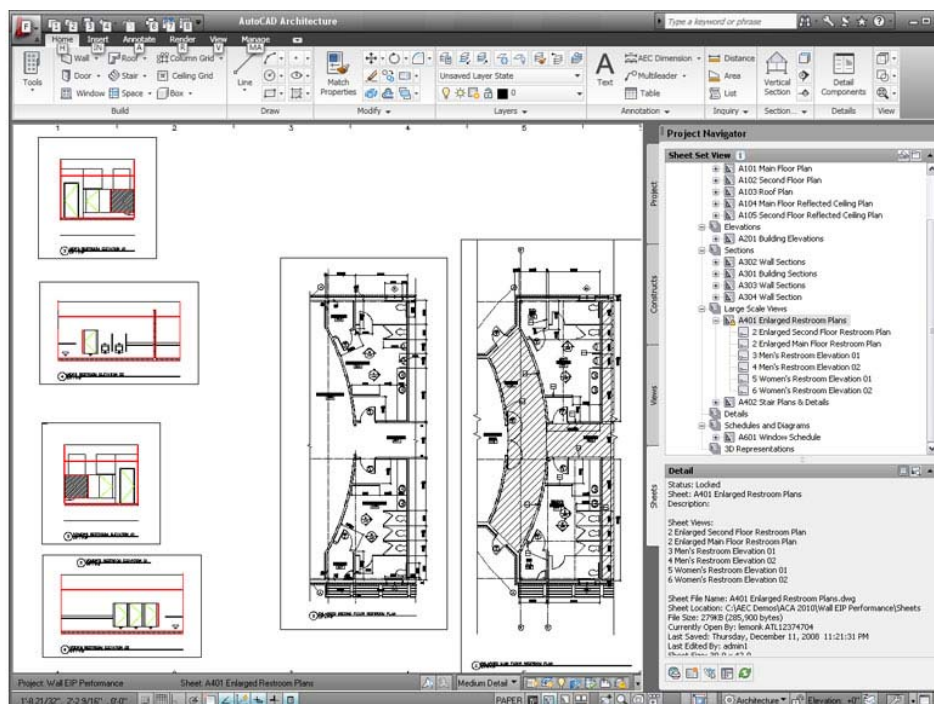 AutoCAD Architecture
Type a keyword or phrase
Home Insert Annotate Render View Manage
H IN A R V MA
Wall Roof Column Grid
Tools Door Stair Ceiling Grid
Window Space Box
Line
Match Properties
Unsaved Layer State
0
Text
AEC Dimension
Multileader
Table
Distance
Area
List
Vertical Section
Detail Components
Build Draw Modify Layers Annotation Inquiry Section... Details View
1 2 3 4 5
Project Navigator
Sheet Set View 1
A101 Main Floor Plan
A102 Second Floor Plan
A103 Roof Plan
A104 Main Floor Reflected Ceiling Plan
A105 Second Floor Reflected Ceiling Plan
Elevations
A201 Building Elevations
Sections
A302 Wall Sections
A301 Building Sections
A303 Wall Sections
A304 Wall Section
Large Scale Views
A401 Enlarged Restroom Plans
2 Enlarged Second Floor Restroom Plan
2 Enlarged Main Floor Restroom Plan
3 Men's Restroom Elevation 01
4 Men's Restroom Elevation 02
5 Women's Restroom Elevation 01
6 Women's Restroom Elevation 02
A402 Stair Plans & Details
Details
Schedules and Diagrams
A601 Window Schedule
3D Representations
Project
Constructs
Views
Sheets
Detail
Status: Locked
Sheet: A401 Enlarged Restroom Plans
Description:
Sheet Views:
2 Enlarged Second Floor Restroom Plan
2 Enlarged Main Floor Restroom Plan
3 Men's Restroom Elevation 01
4 Men's Restroom Elevation 02
5 Women's Restroom Elevation 01
6 Women's Restroom Elevation 02
Sheet File Name: A401 Enlarged Restroom Plans.dwg
Sheet Location: C:\AEC Demos\ACA 2010\Wall EIP Performance\Sheets
File Size: 279KB (285,900 bytes)
Currently Open By: lemonk ATL12374704
Last Saved: Thursday, December 11, 2008 11:21:31 PM
Last Edited By: admin1
Project: Wall EIP Performance Sheet: A401 Enlarged Restroom Plans Medium Detail
PAPER Architecture Elevation: +0"